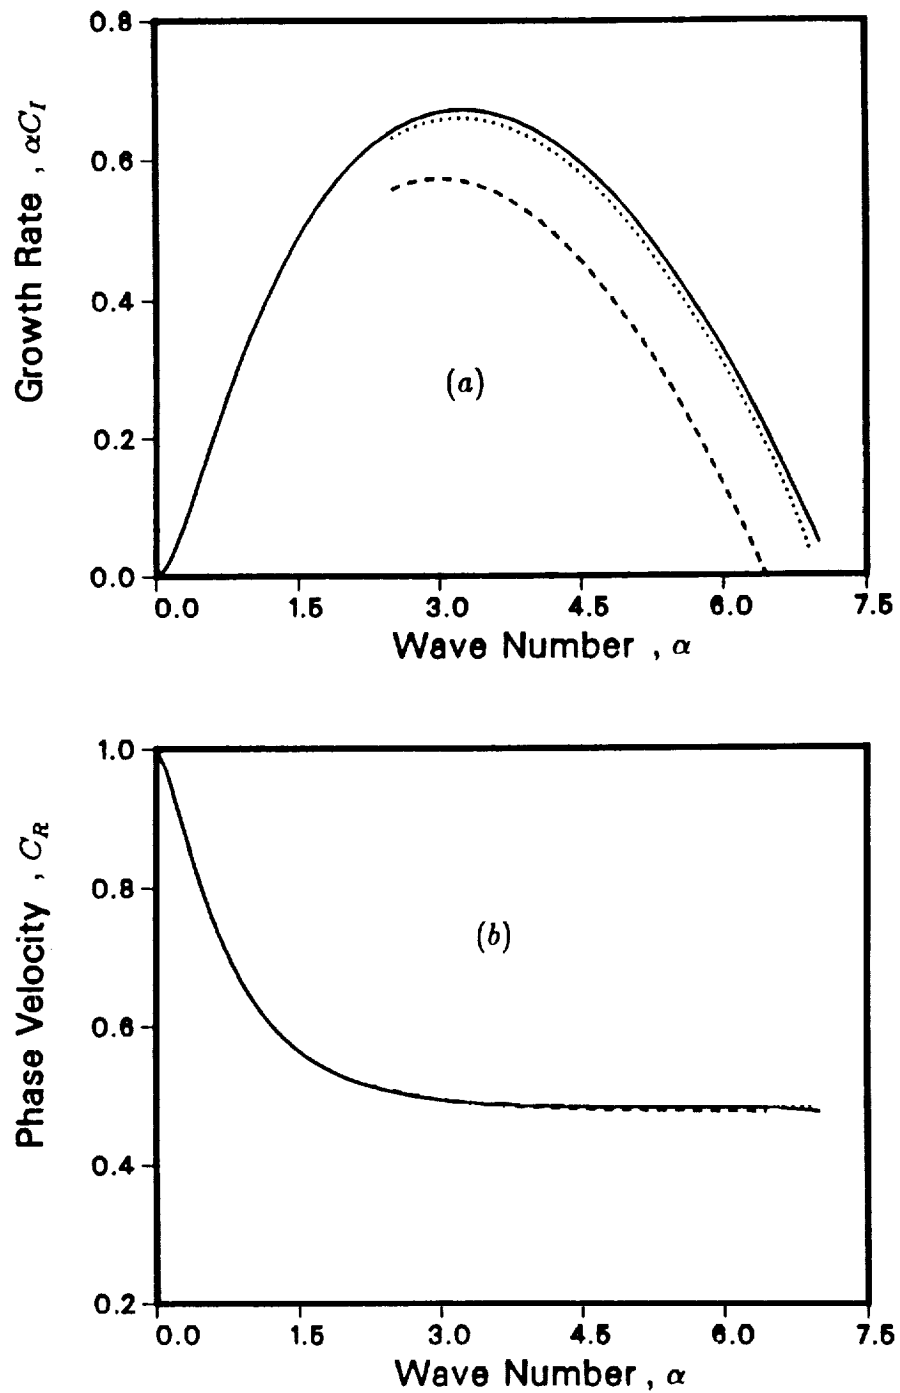 0.8
0.6
0.4
0.2
0.0
Growth Rate , αC_I
(a)
0.0 1.5 3.0 4.5 6.0 7.5
Wave Number , α
1.0
0.8
0.6
0.4
0.2
Phase Velocity , C_R
(b)
0.0 1.5 3.0 4.5 6.0 7.5
Wave Number , α